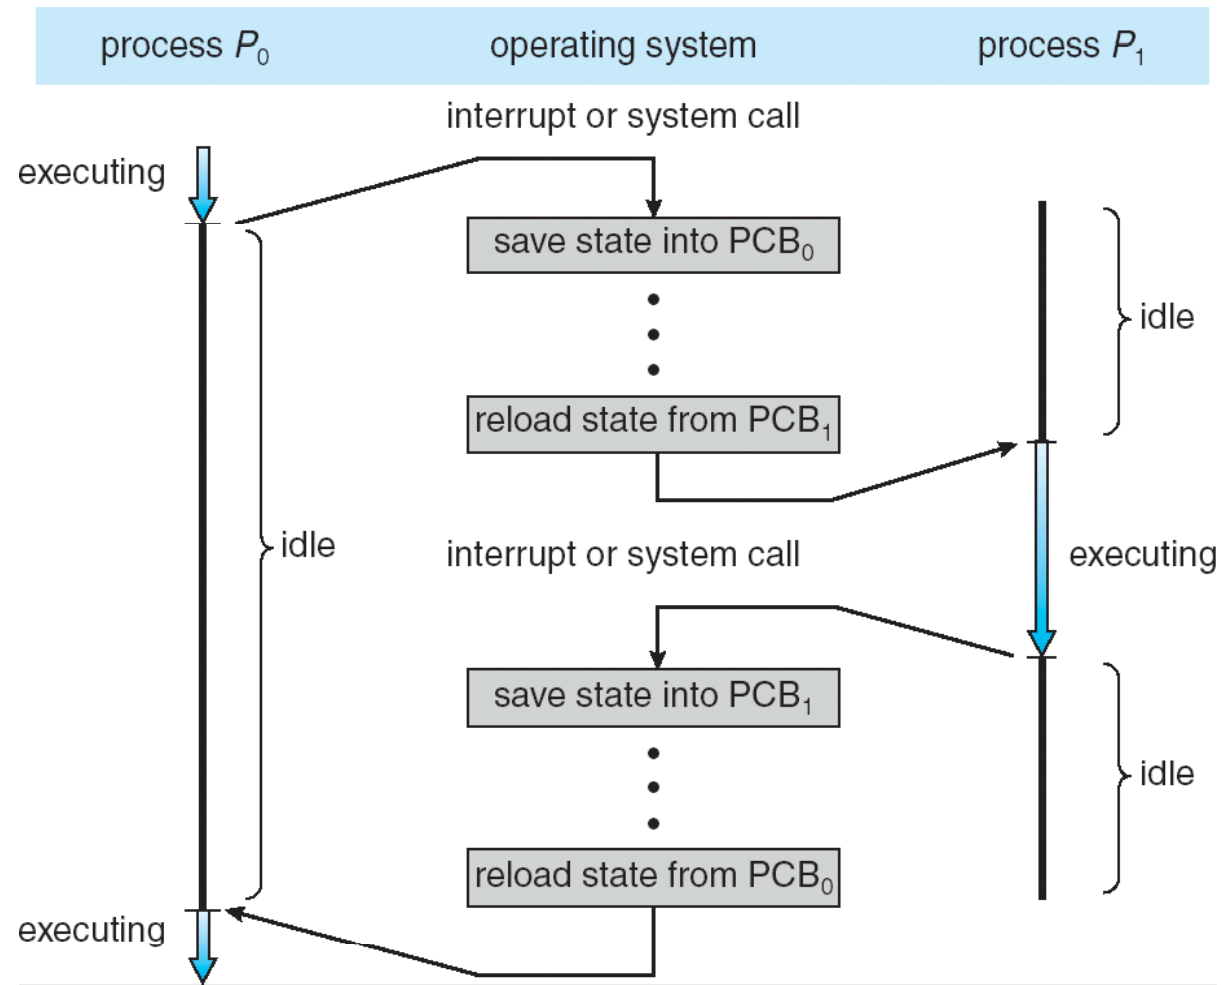 process P0 operating system process P1
interrupt or system call
executing
save state into PCB0
idle
reload state from PCB1
idle
interrupt or system call
executing
save state into PCB1
idle
reload state from PCB0
executing